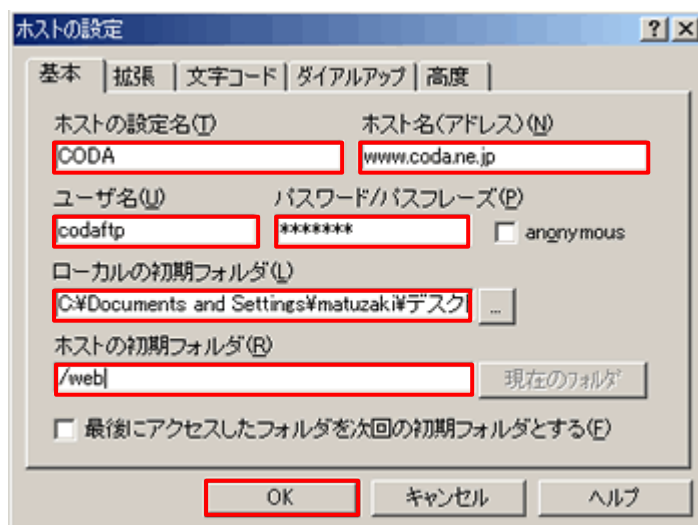 ホストの設定
基本 拡張 文字コード ダイアルアップ 高度
ホストの設定名(T) ホスト名(アドレス)(N)
CODA www.coda.ne.jp
ユーザ名(U) パスワード/パスフレーズ(P)
codaftp ******* anonymous
ローカルの初期フォルダ(L)
C:¥Documents and Settings¥matuzaki¥デスク ...
ホストの初期フォルダ(R)
/web 現在のフォルダ
最後にアクセスしたフォルダを次回の初期フォルダとする(F)
OK キャンセル ヘルプ